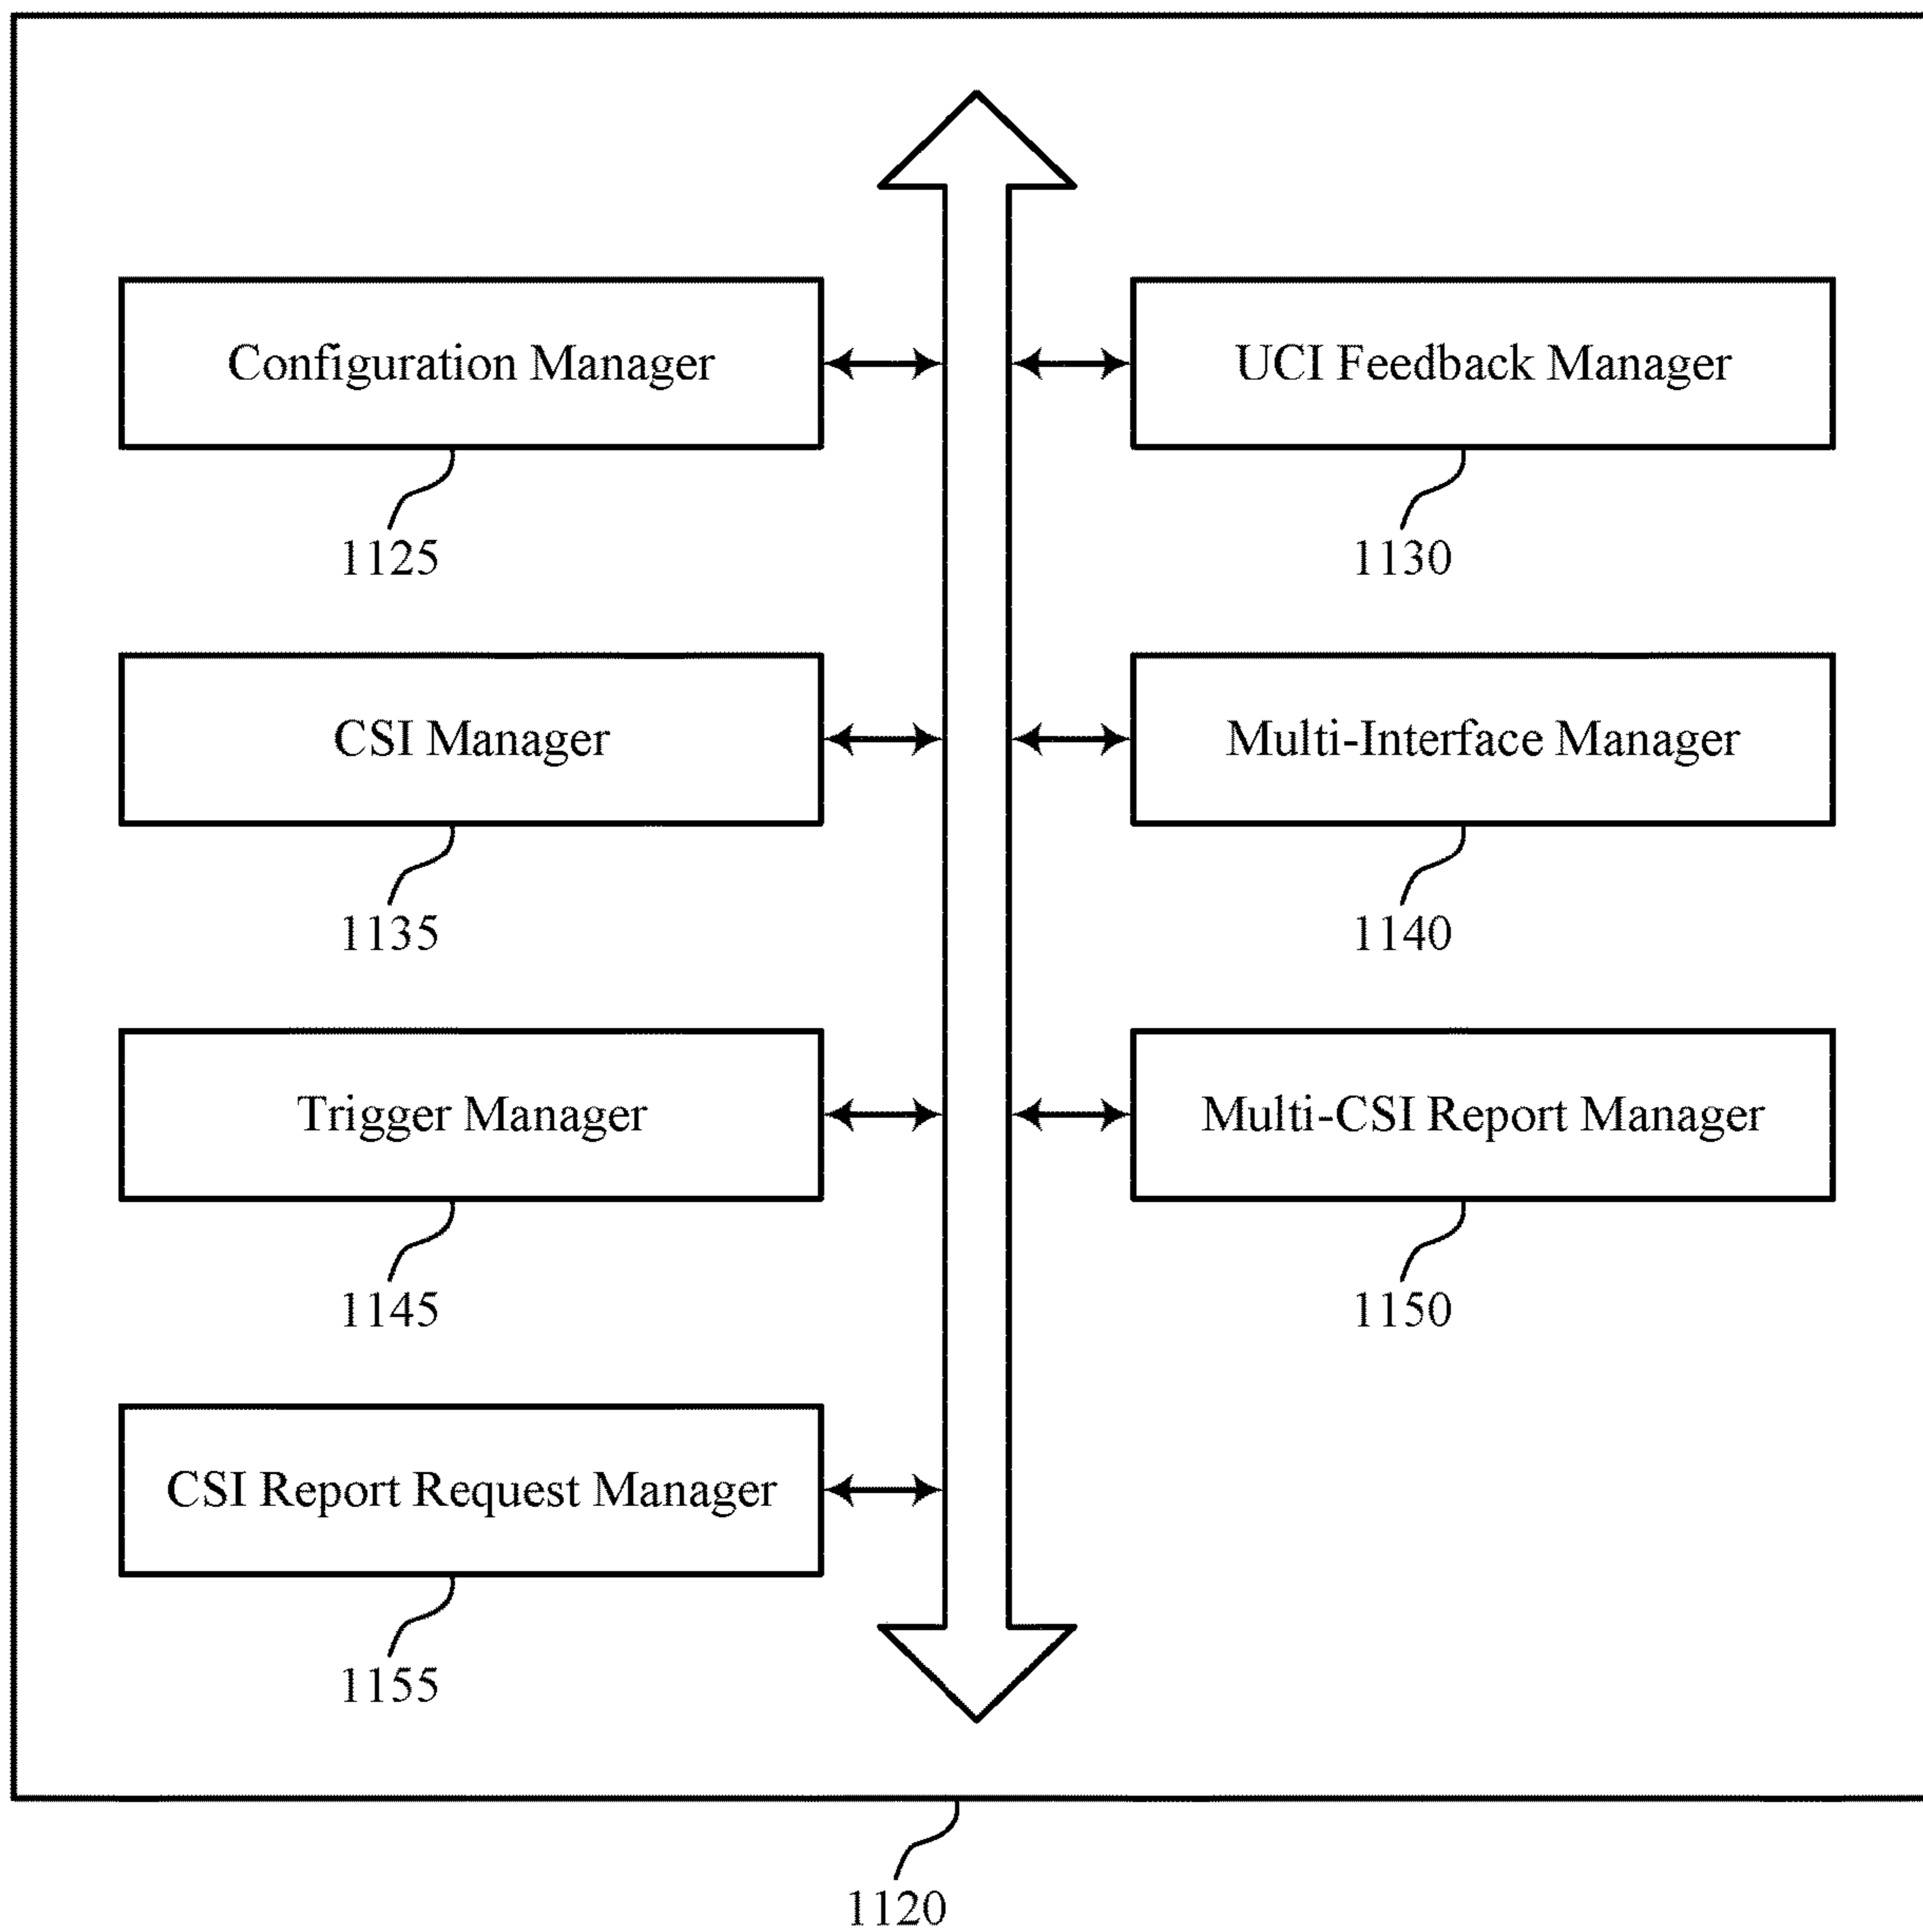 Configuration Manager
UCI Feedback Manager
1125
1130
CSI Manager
Multi-Interface Manager
1135
1140
Trigger Manager
Multi-CSI Report Manager
1145
1150
CSI Report Request Manager
1155
1120